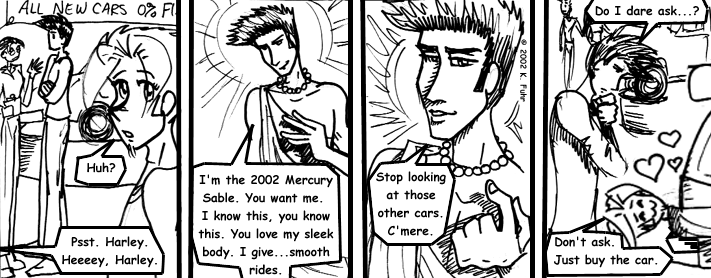 ALL NEW CARS 0% FI
Huh?
Psst. Harley.
Heeeey, Harley.
I'm the 2002 Mercury
Sable. You want me.
I know this, you know
this. You love my sleek
body. I give...smooth
rides.
© 2002 K. Fuhr
Stop looking
at those
other cars.
C'mere.
Do I dare ask...?
Don't ask.
Just buy the car.